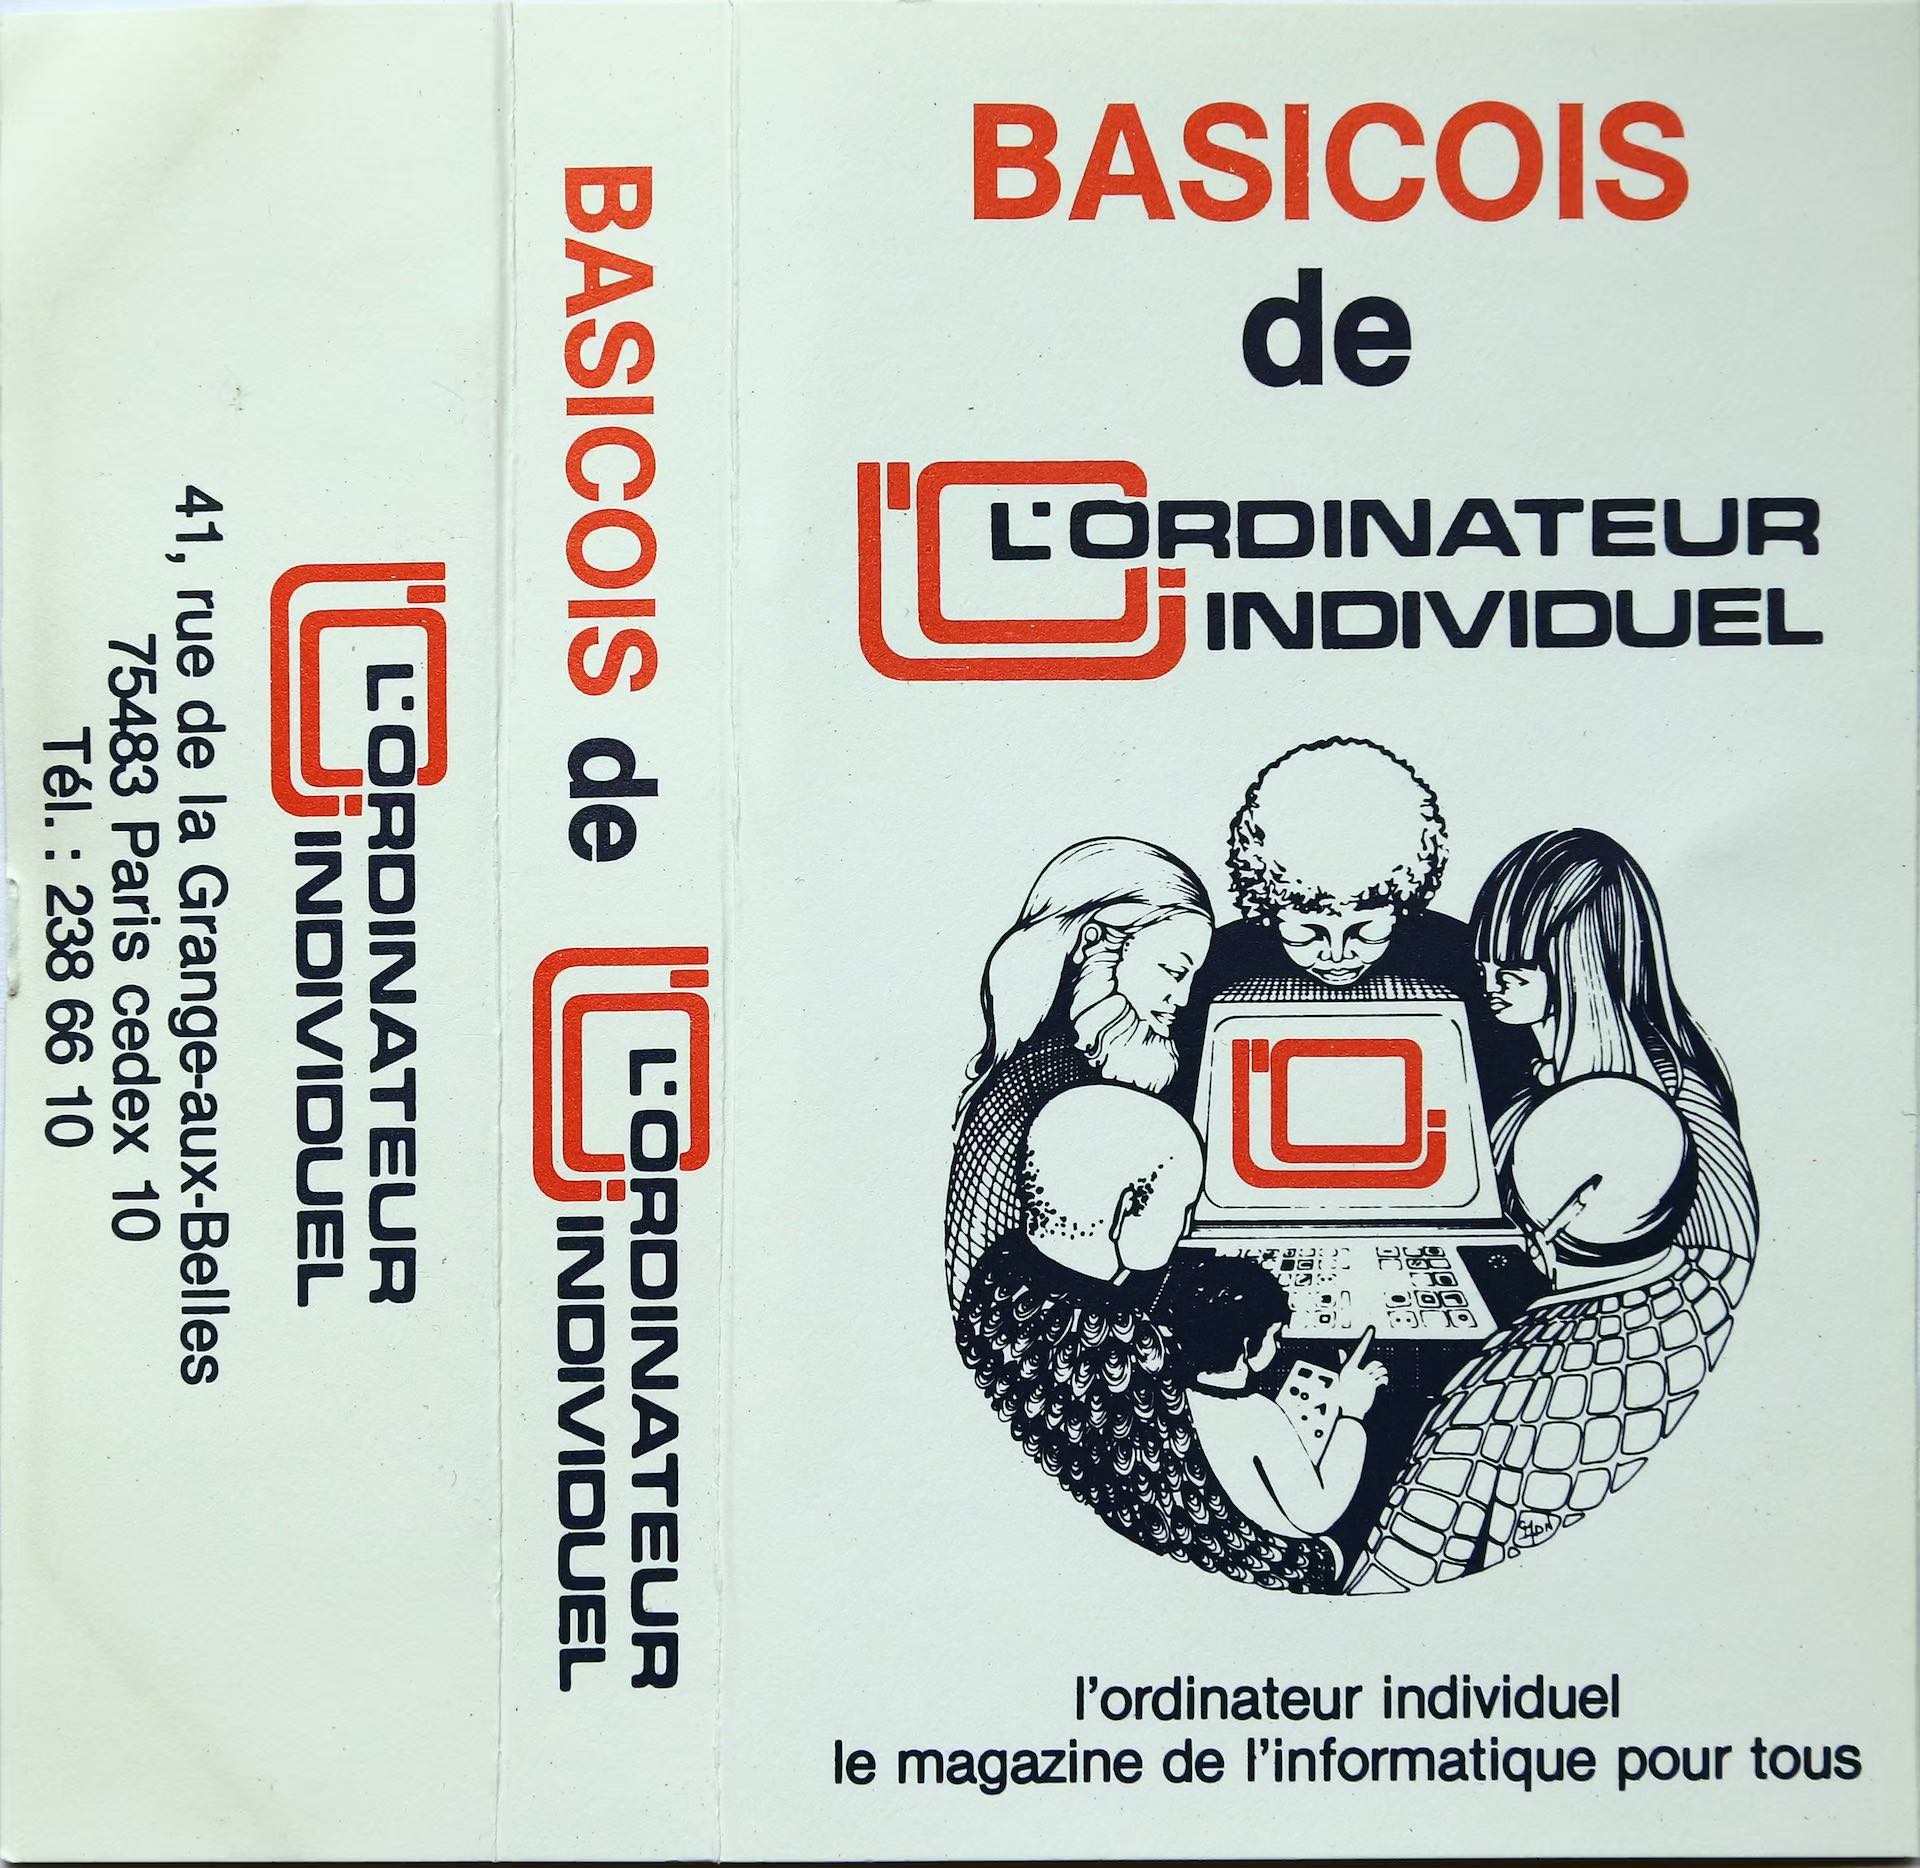 BASICOIS
de
L'ORDINATEUR
INDIVIDUEL
l'ordinateur individuel
le magazine de l'informatique pour tous
BASICOIS de L'ORDINATEUR
INDIVIDUEL
L'ORDINATEUR
INDIVIDUEL
41, rue de la Grange-aux-Belles
75483 Paris cedex 10
Tél. : 238 66 10